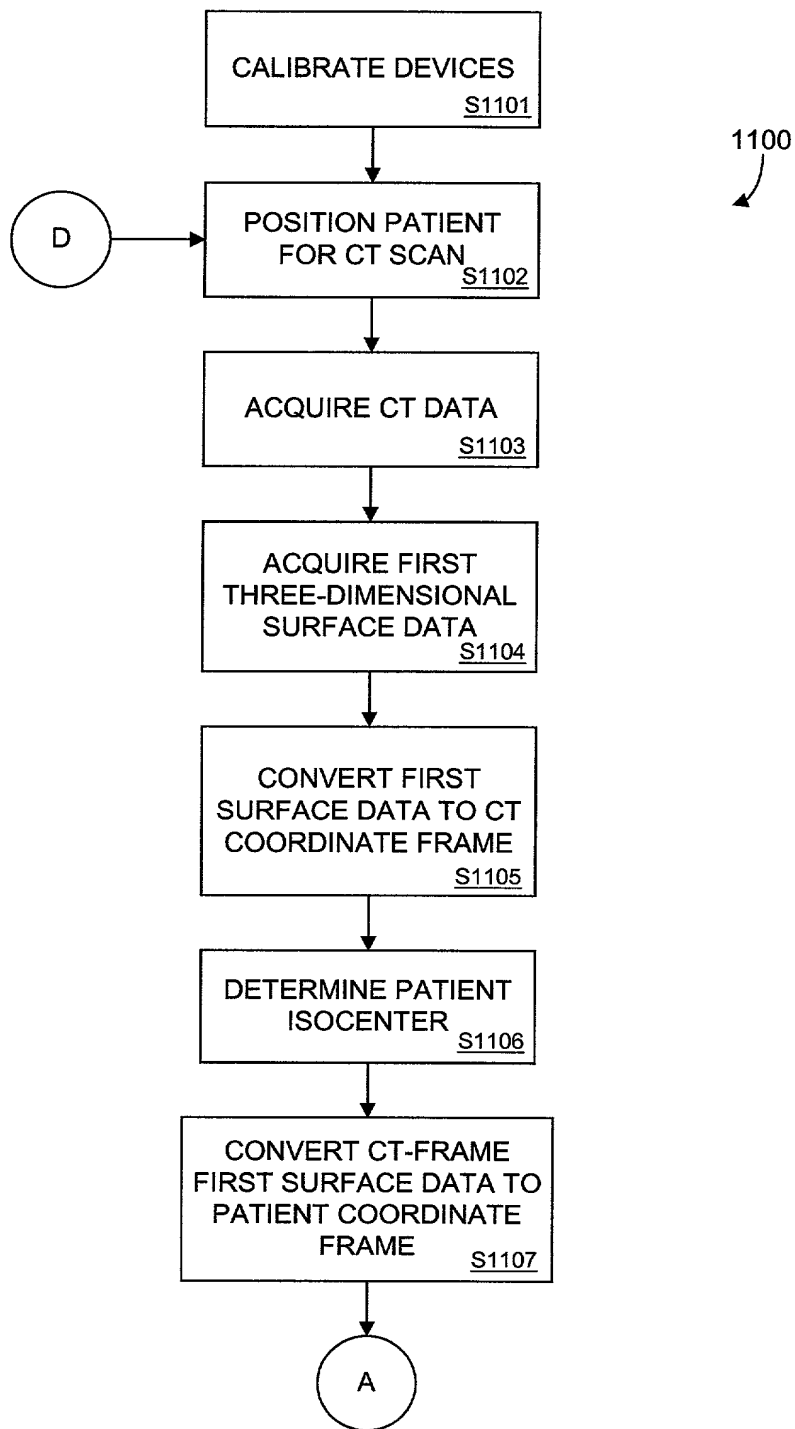 CALIBRATE DEVICES
S1101
1100
D
POSITION PATIENT
FOR CT SCAN
S1102
ACQUIRE CT DATA
S1103
ACQUIRE FIRST
THREE-DIMENSIONAL
SURFACE DATA
S1104
CONVERT FIRST
SURFACE DATA TO CT
COORDINATE FRAME
S1105
DETERMINE PATIENT
ISOCENTER
S1106
CONVERT CT-FRAME
FIRST SURFACE DATA TO
PATIENT COORDINATE
FRAME
S1107
A